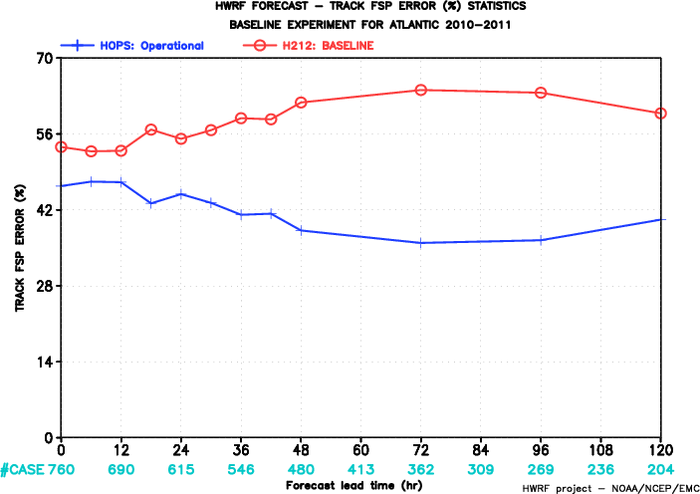 HWRF FORECAST – TRACK FSP ERROR (%) STATISTICS
BASELINE EXPERIMENT FOR ATLANTIC 2010–2011
HOPS: Operational H212: BASELINE
TRACK FSP ERROR (%)
70
56
42
28
14
0
0 12 24 36 48 60 72 84 96 108 120
#CASE 760 690 615 546 480 413 362 309 269 236 204
Forecast lead time (hr)
HWRF project – NOAA/NCEP/EMC